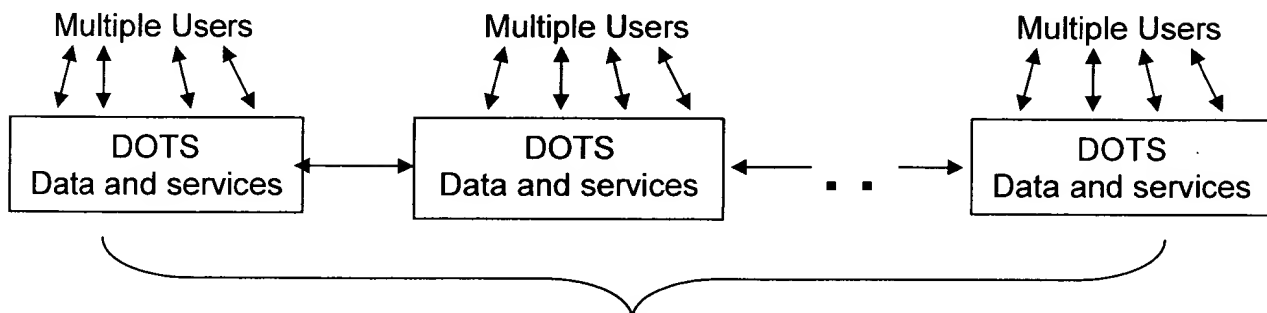 Multiple Users
Multiple Users
Multiple Users
DOTS
Data and services
DOTS
Data and services
DOTS
Data and services